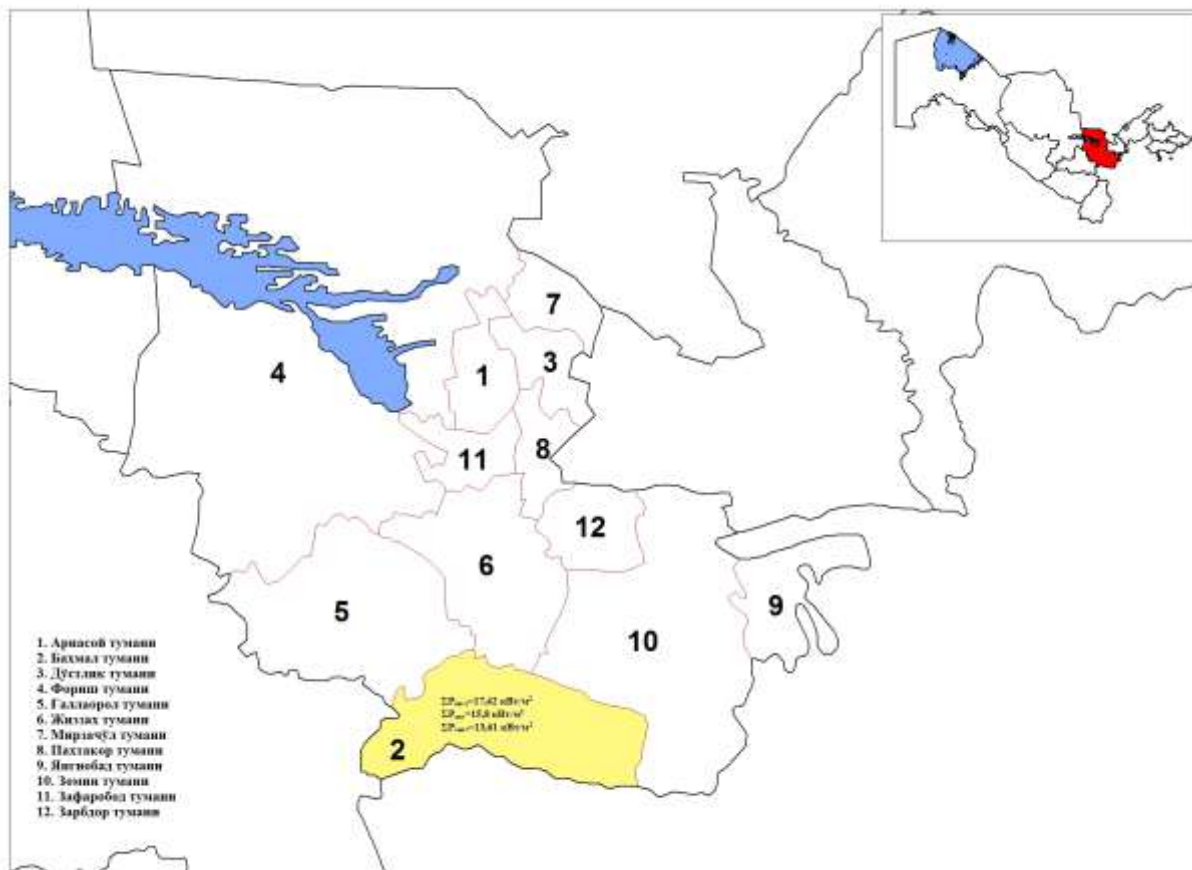 7
4
1
3
11
8
12
6
5
9
10
2
1. Арнасой тумани
2. Бахмал тумани
3. Дўстлик тумани
4. Фориш тумани
5. Ғаллаорол тумани
6. Жиззах тумани
7. Мирзачўл тумани
8. Пахтакор тумани
9. Янгиобад тумани
10. Зомин тумани
11. Зафаробод тумани
12. Зарбдор тумани